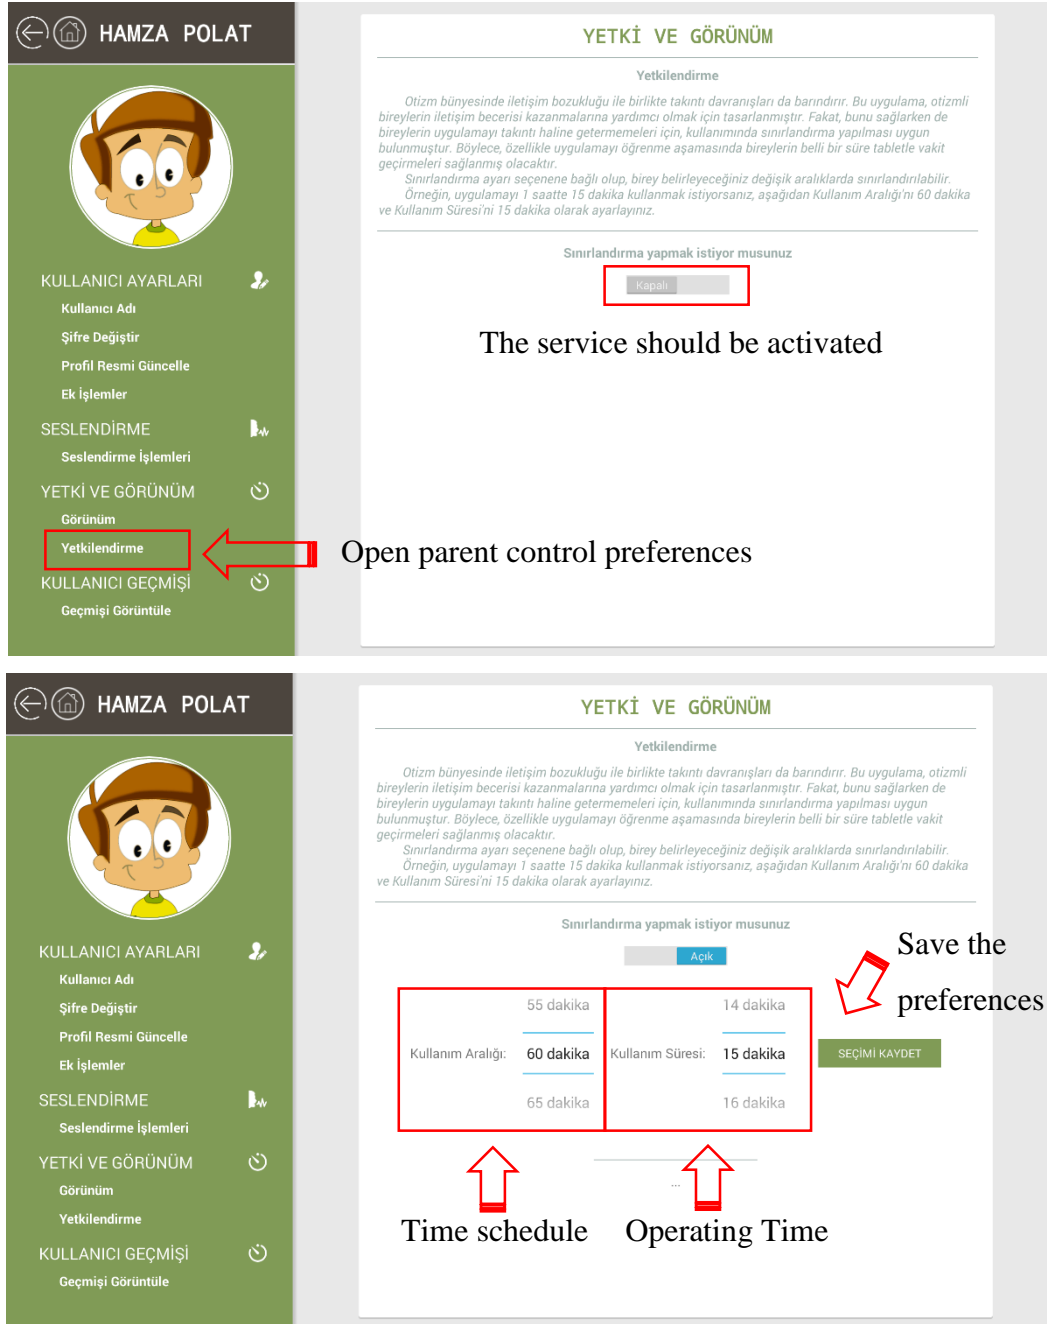 HAMZA POLAT
KULLANICI AYARLARI
Kullanıcı Adı
Şifre Değiştir
Profil Resmi Güncelle
Ek İşlemler
SESLENDİRME
Seslendirme İşlemleri
YETKİ VE GÖRÜNÜM
Görünüm
Yetkilendirme
KULLANICI GEÇMİŞİ
Geçmişi Görüntüle
YETKİ VE GÖRÜNÜM
Yetkilendirme
Otizm bünyesinde iletişim bozukluğu ile birlikte takıntı davranışları da barındırır. Bu uygulama, otizmli
bireylerin iletişim becerisi kazanmalarına yardımcı olmak için tasarlanmıştır. Fakat, bunu sağlarken de
bireylerin uygulamayı takıntı haline getirmemeleri için, kullanımında sınırlandırma yapılması uygun
bulunmuştur. Böylece, özellikle uygulamayı öğrenme aşamasında bireylerin belli bir süre tabletle vakit
geçirmeleri sağlanmış olacaktır.
Sınırlandırma ayarı seçenene bağlı olup, birey belirleyeceğiniz değişik aralıklarda sınırlandırılabilir.
Örneğin, uygulamayı 1 saatte 15 dakika kullanmak istiyorsanız, aşağıdan Kullanım Aralığı'nı 60 dakika
ve Kullanım Süresi'ni 15 dakika olarak ayarlayınız.
Sınırlandırma yapmak istiyor musunuz
Kapalı
The service should be activated
Open parent control preferences
HAMZA POLAT
KULLANICI AYARLARI
Kullanıcı Adı
Şifre Değiştir
Profil Resmi Güncelle
Ek İşlemler
SESLENDİRME
Seslendirme İşlemleri
YETKİ VE GÖRÜNÜM
Görünüm
Yetkilendirme
KULLANICI GEÇMİŞİ
Geçmişi Görüntüle
YETKİ VE GÖRÜNÜM
Yetkilendirme
Otizm bünyesinde iletişim bozukluğu ile birlikte takıntı davranışları da barındırır. Bu uygulama, otizmli
bireylerin iletişim becerisi kazanmalarına yardımcı olmak için tasarlanmıştır. Fakat, bunu sağlarken de
bireylerin uygulamayı takıntı haline getirmemeleri için, kullanımında sınırlandırma yapılması uygun
bulunmuştur. Böylece, özellikle uygulamayı öğrenme aşamasında bireylerin belli bir süre tabletle vakit
geçirmeleri sağlanmış olacaktır.
Sınırlandırma ayarı seçenene bağlı olup, birey belirleyeceğiniz değişik aralıklarda sınırlandırılabilir.
Örneğin, uygulamayı 1 saatte 15 dakika kullanmak istiyorsanız, aşağıdan Kullanım Aralığı'nı 60 dakika
ve Kullanım Süresi'ni 15 dakika olarak ayarlayınız.
Sınırlandırma yapmak istiyor musunuz
Açık
Save the
preferences
55 dakika 14 dakika
Kullanım Aralığı: 60 dakika Kullanım Süresi: 15 dakika SEÇİMİ KAYDET
65 dakika 16 dakika
...
Time schedule Operating Time